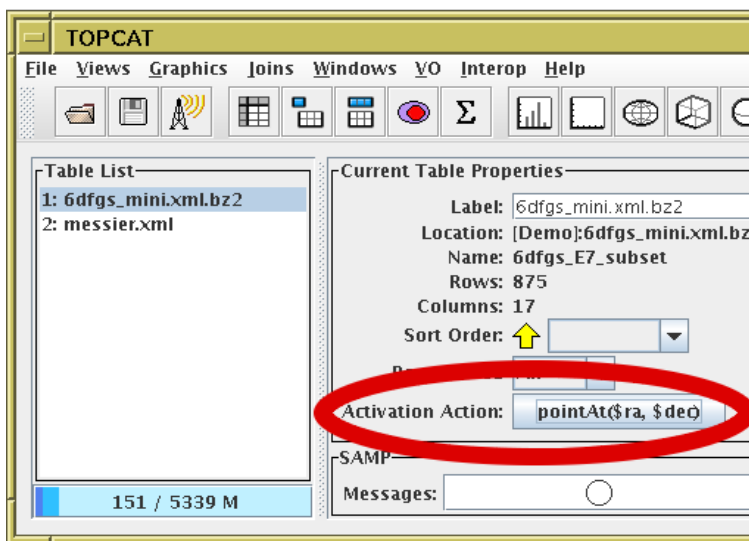 TOPCAT
File Views Graphics Joins Windows VO Interop Help
Table List
1: 6dfgs_mini.xml.bz2
2: messier.xml
151 / 5339 M
Current Table Properties
Label: 6dfgs_mini.xml.bz2
Location: [Demo]:6dfgs_mini.xml.bz
Name: 6dfgs_E7_subset
Rows: 875
Columns: 17
Sort Order:
Activation Action: pointAt($ra, $dec)
SAMP
Messages: